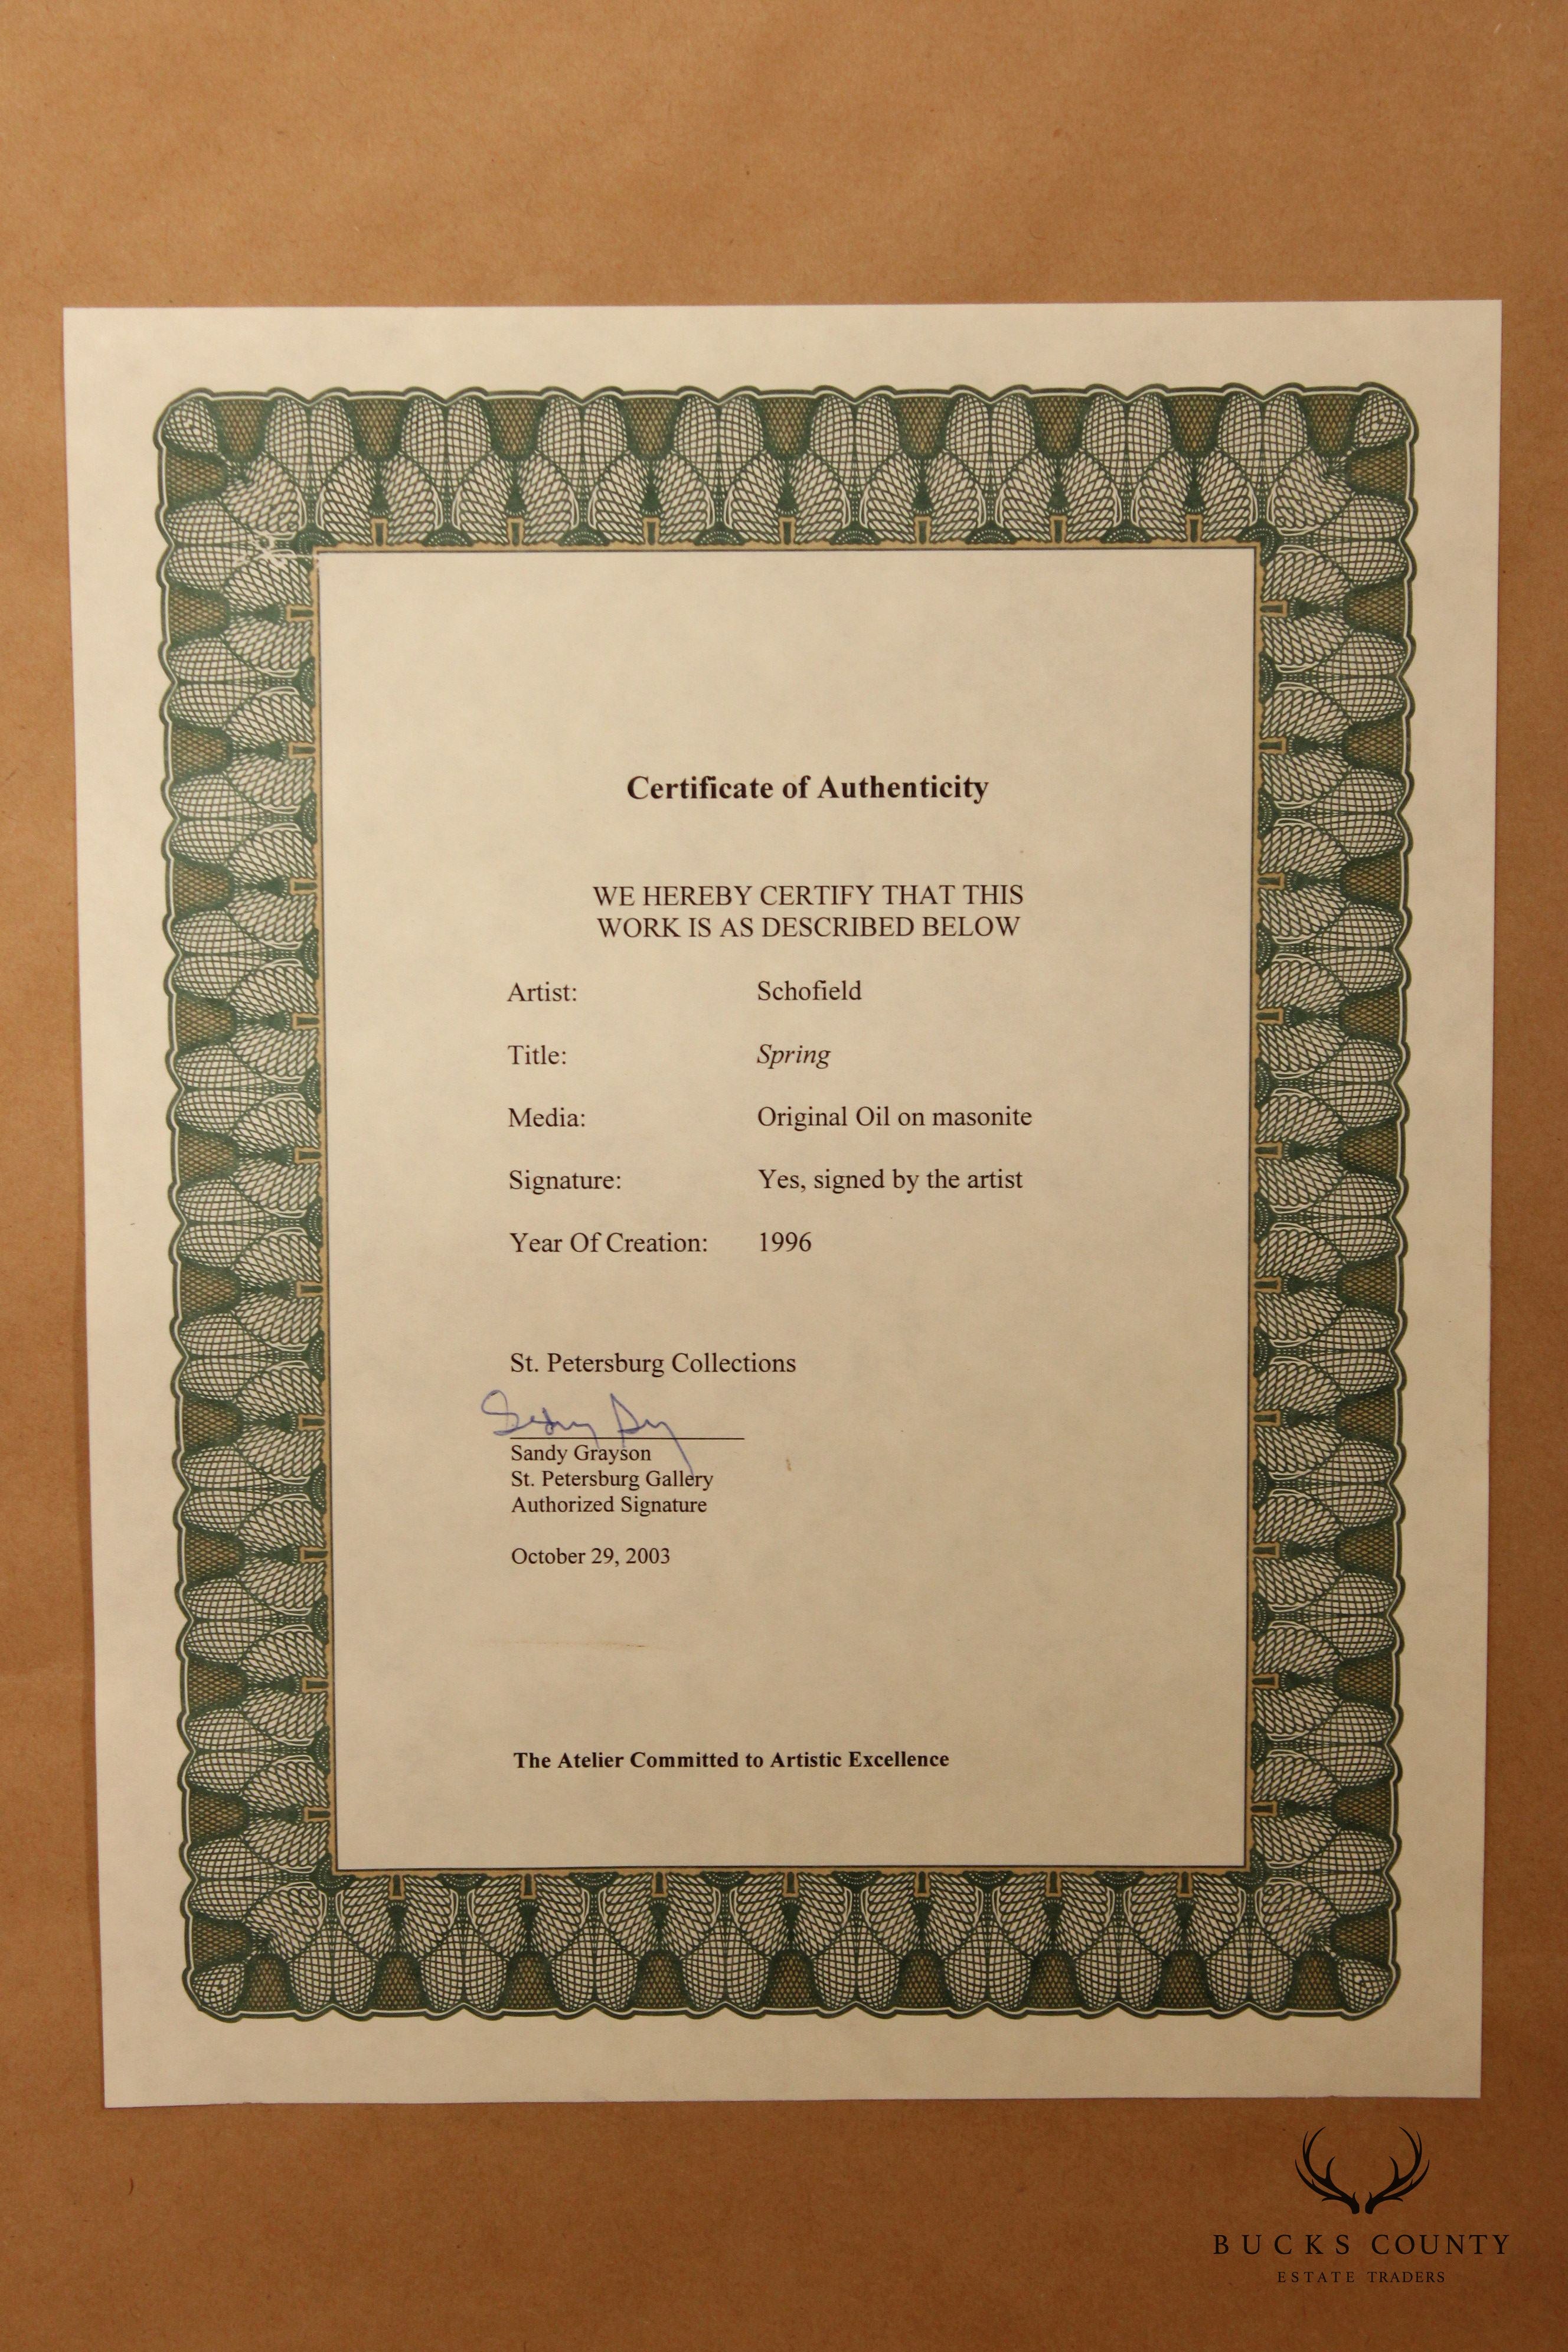 Certificate of Authenticity
WE HEREBY CERTIFY THAT THIS
WORK IS AS DESCRIBED BELOW
Artist: Schofield
Title: Spring
Media: Original Oil on masonite
Signature: Yes, signed by the artist
Year Of Creation: 1996
St. Petersburg Collections
Sandy Grayson
St. Petersburg Gallery
Authorized Signature
October 29, 2003
The Atelier Committed to Artistic Excellence
BUCKS COUNTY
ESTATE TRADERS